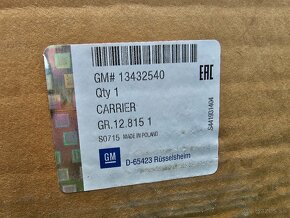 GM# 13432540
Qty 1
CARRIER
GR.12.815 1
S0715 MADE IN POLAND
GM
D-65423 Rüsselsheim
EAC